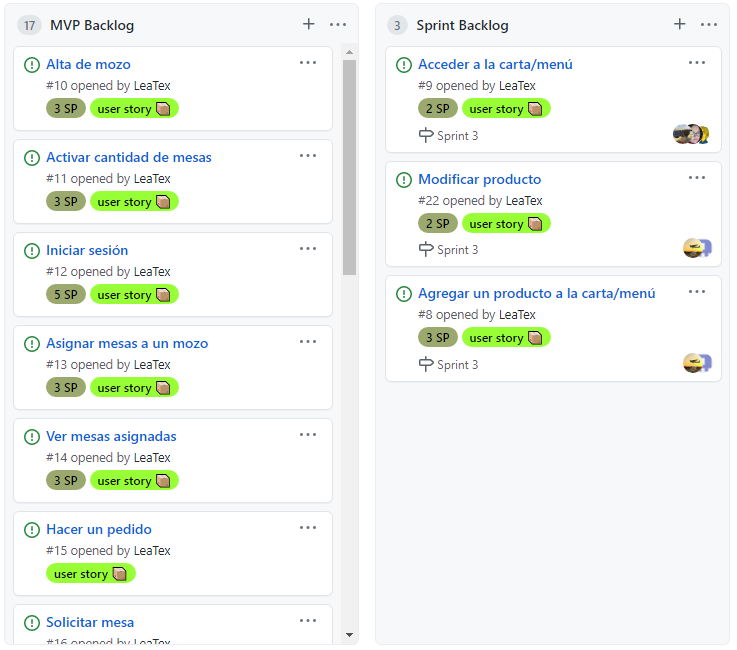 17 MVP Backlog
Alta de mozo
#10 opened by LeaTex
3 SP user story
Activar cantidad de mesas
#11 opened by LeaTex
3 SP user story
Iniciar sesión
#12 opened by LeaTex
5 SP user story
Asignar mesas a un mozo
#13 opened by LeaTex
3 SP user story
Ver mesas asignadas
#14 opened by LeaTex
3 SP user story
Hacer un pedido
#15 opened by LeaTex
user story
Solicitar mesa
#16 opened by LeaTex
3 Sprint Backlog
Acceder a la carta/menú
#9 opened by LeaTex
2 SP user story
Sprint 3
Modificar producto
#22 opened by LeaTex
2 SP user story
Sprint 3
Agregar un producto a la carta/menú
#8 opened by LeaTex
3 SP user story
Sprint 3